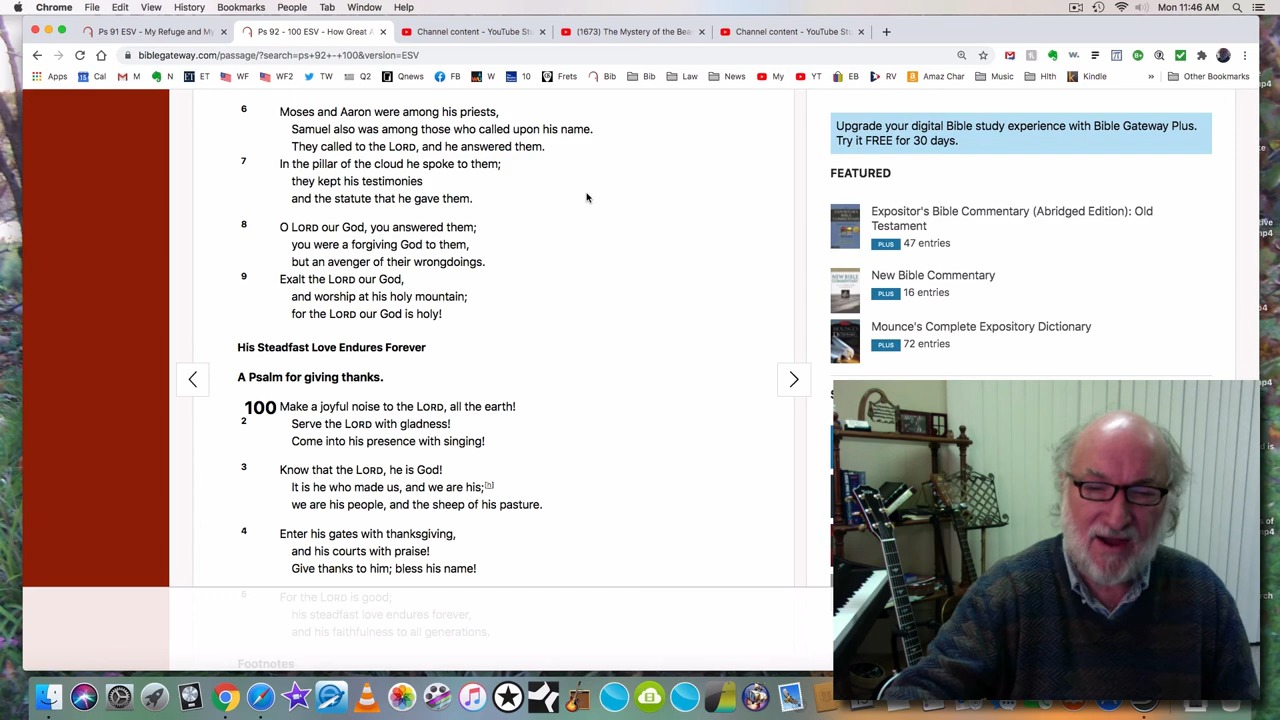 Chrome File Edit View History Bookmarks People Tab Window Help Mon 11:46 AM
Ps 91 ESV - My Refuge and My Ps 92 - 100 ESV - How Great A Channel content - YouTube Stu (1673) The Mystery of the Bea Channel content - YouTube Stu
biblegateway.com/passage/?search=ps+92+-+100&version=ESV
Apps Cal M N ET WF WF2 TW Q2 Qnews FB W 10 Frets Bib Bib Law News My YT EB RV Amaz Char Music Hlth Kindle » Other Bookmarks
6 Moses and Aaron were among his priests,
Samuel also was among those who called upon his name.
They called to the LORD, and he answered them.
7 In the pillar of the cloud he spoke to them;
they kept his testimonies
and the statute that he gave them.
8 O LORD our God, you answered them;
you were a forgiving God to them,
but an avenger of their wrongdoings.
9 Exalt the LORD our God,
and worship at his holy mountain;
for the LORD our God is holy!
His Steadfast Love Endures Forever
A Psalm for giving thanks.
100 Make a joyful noise to the LORD, all the earth!
2 Serve the LORD with gladness!
Come into his presence with singing!
3 Know that the LORD, he is God!
It is he who made us, and we are his;[h]
we are his people, and the sheep of his pasture.
4 Enter his gates with thanksgiving,
and his courts with praise!
Give thanks to him; bless his name!
5 For the LORD is good;
his steadfast love endures forever,
and his faithfulness to all generations.
Footnotes
Upgrade your digital Bible study experience with Bible Gateway Plus.
Try it FREE for 30 days.
FEATURED
Expositor's Bible Commentary (Abridged Edition): Old
Testament
PLUS 47 entries
New Bible Commentary
PLUS 16 entries
Mounce's Complete Expository Dictionary
PLUS 72 entries